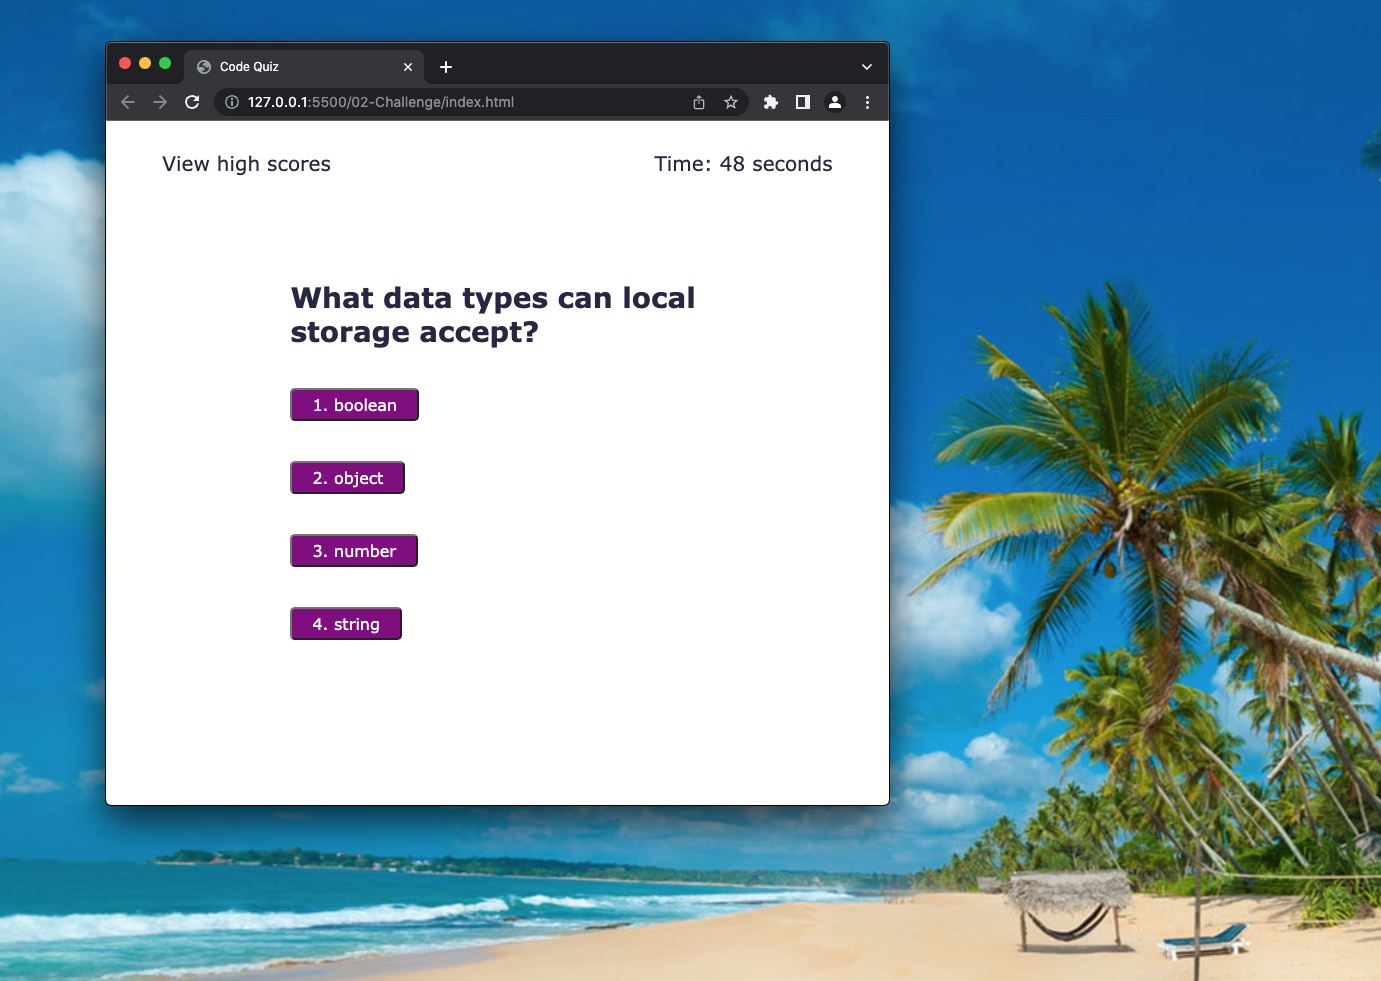 Code Quiz
127.0.0.1:5500/02-Challenge/index.html
View high scores
Time: 48 seconds
What data types can local
storage accept?
1. boolean
2. object
3. number
4. string